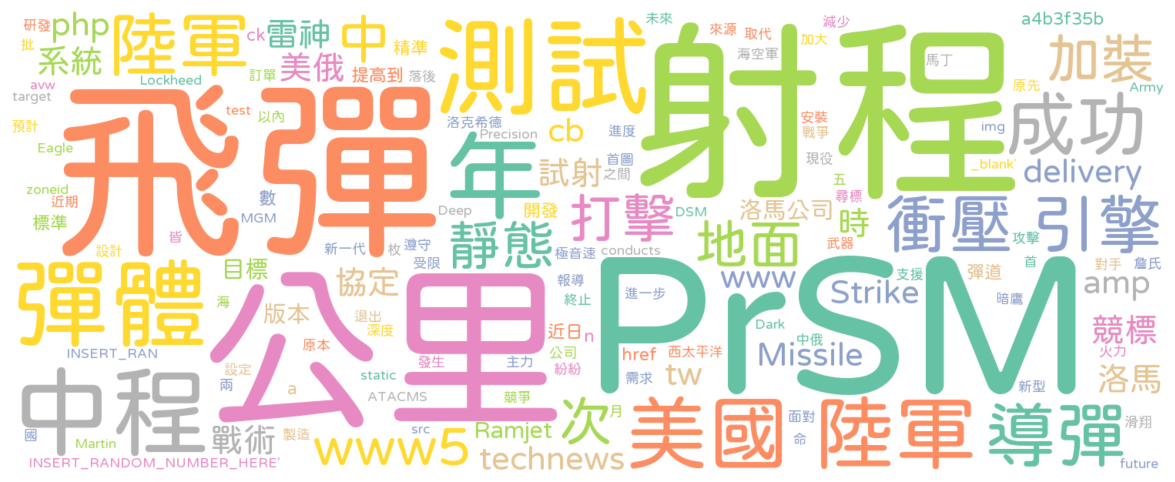 研發 php 陸軍 ck 雷神 中 精準 未來 來源 取代 減少 a4b3f35b
批 系統 美俄 提高到 落後 測試 海空軍 加大 射程 馬丁 加裝
avw Lockheed 訂單 原先 Army
target test 以內 洛克希德 安裝 成功
預計 飛彈 Precision cb 進度 戰爭 img
Eagle 年 試射 首圖 現役 _blank'
zoneid 之間 五 delivery
近期 數 Deep 開發 打擊 DSM 洛馬公司 尋標 衝壓 引擎
標準 MGM 靜態 時
皆 新一代 枚 遵守 地面 武器 攻擊
設計 受限 極音速 conducts 首 對手 詹氏
彈體 目標 公里 協定 報導 www 支援 彈道 amp
海 版本 退出 終止 進一步 PrSM Strike 暗鷹
深度 近日 n Dark 競標
INSERT_RAN 原本 公司 href 西太平洋 中俄 Missile 火力
設定 發生 static 主力 紛紛 tw 洛馬
中程 兩 a ATACMS 競爭 需求 新型
國 戰術 src Ramjet 次 月 美國 陸軍 面對 導彈 滑翔
Martin 製造 www5 命
INSERT_RANDOM_NUMBER_HERE' technews future